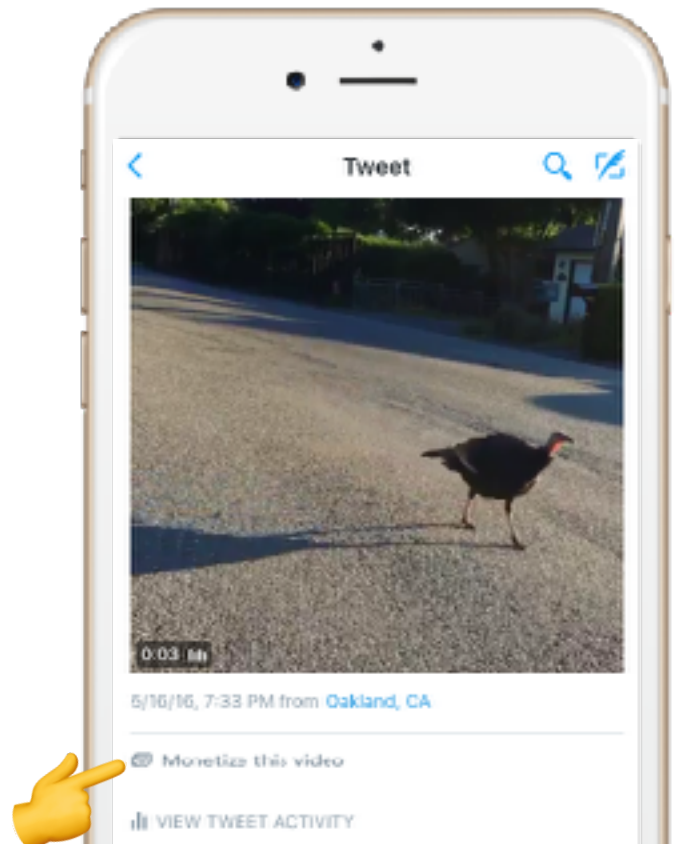 Tweet
0:03
5/16/16, 7:33 PM from Oakland, CA
Monetize this video
VIEW TWEET ACTIVITY